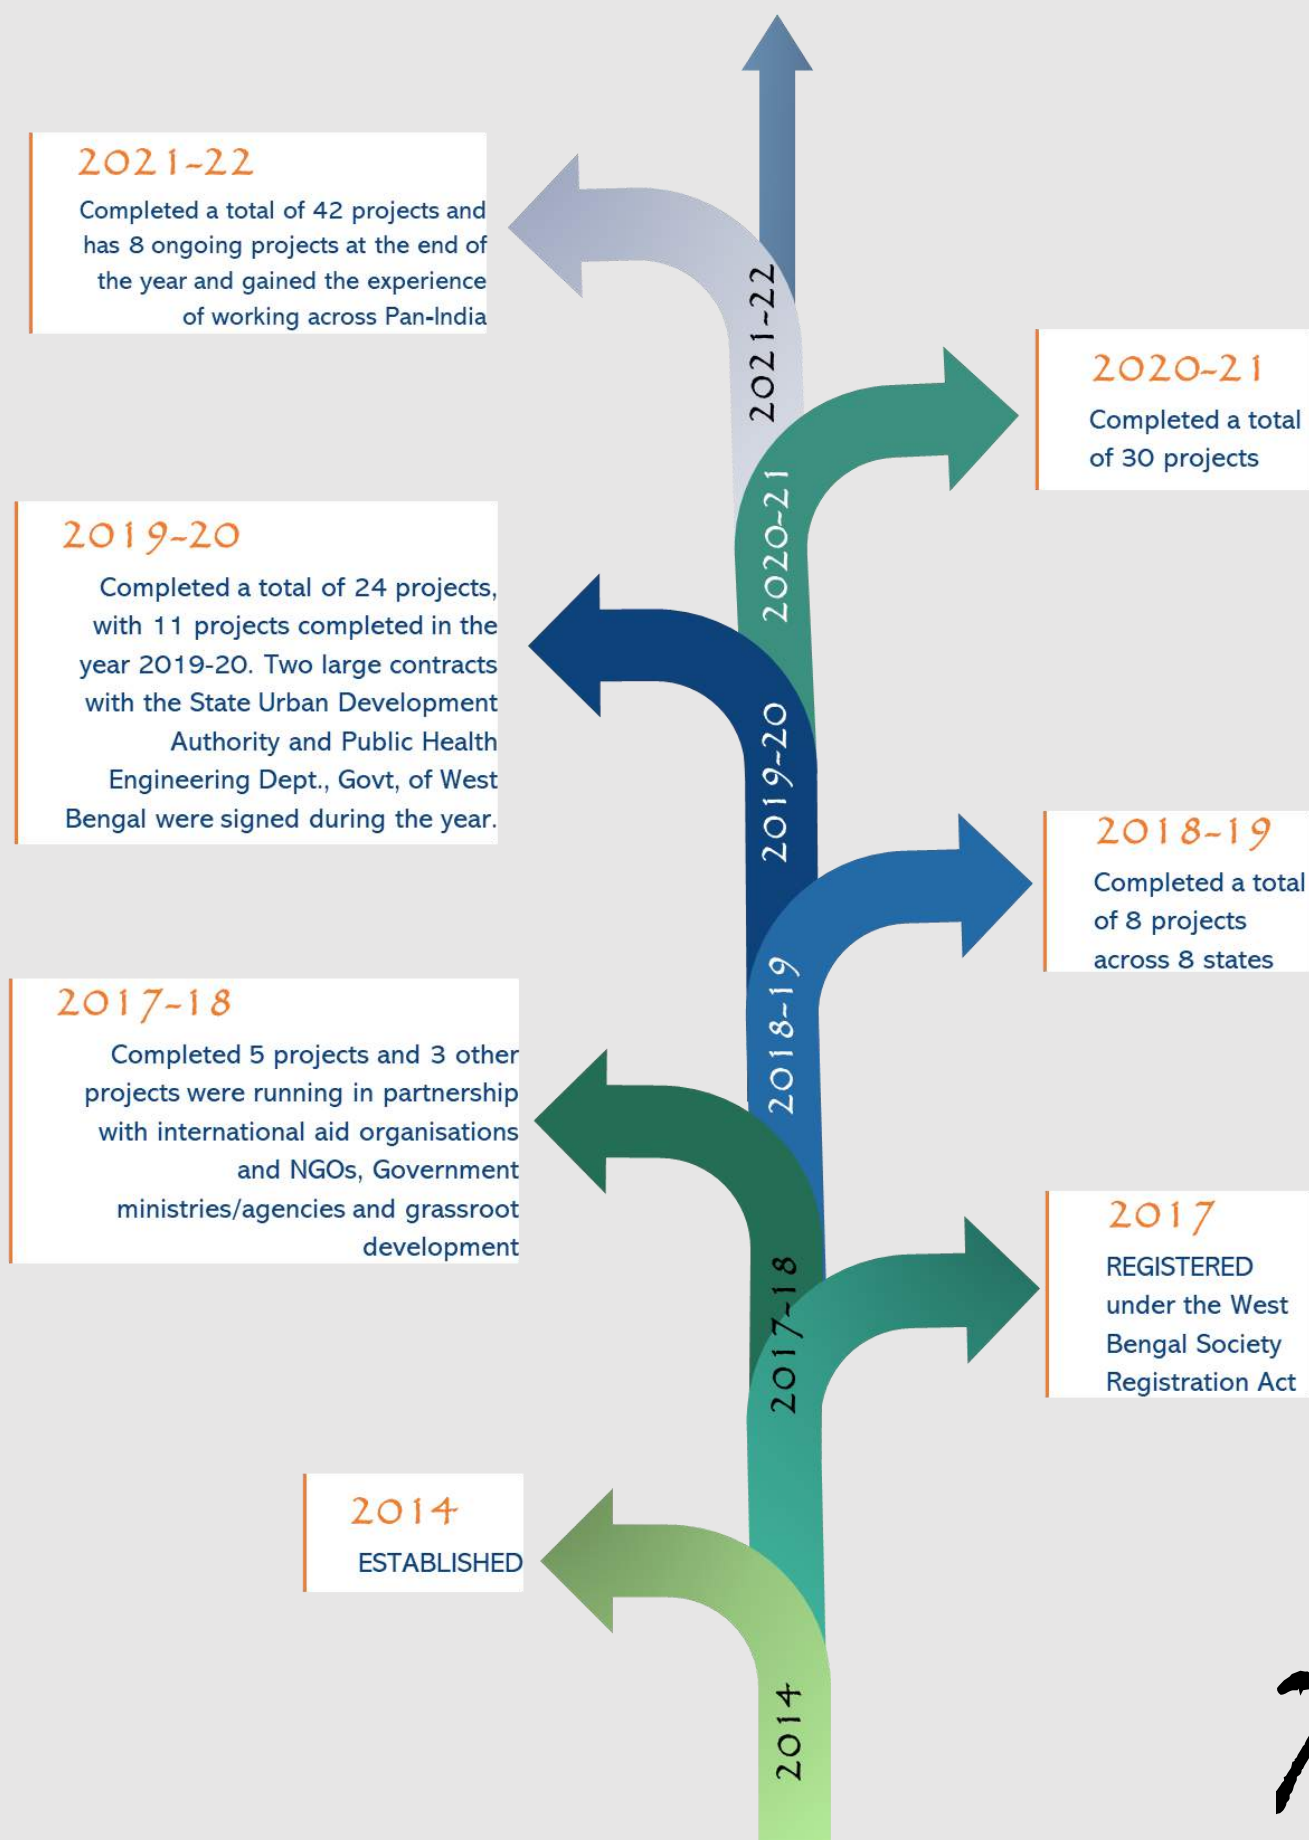 2021-22
Completed a total of 42 projects and
has 8 ongoing projects at the end of
the year and gained the experience
of working across Pan-India
2021-22
2020-21
Completed a total
of 30 projects
2020-21
2019-20
Completed a total of 24 projects,
with 11 projects completed in the
year 2019-20. Two large contracts
with the State Urban Development
Authority and Public Health
Engineering Dept., Govt, of West
Bengal were signed during the year.
2019-20
2018-19
Completed a total
of 8 projects
across 8 states
2018-19
2017-18
Completed 5 projects and 3 other
projects were running in partnership
with international aid organisations
and NGOs, Government
ministries/agencies and grassroot
development
2017-18
2017
REGISTERED
under the West
Bengal Society
Registration Act
2014
ESTABLISHED
2014